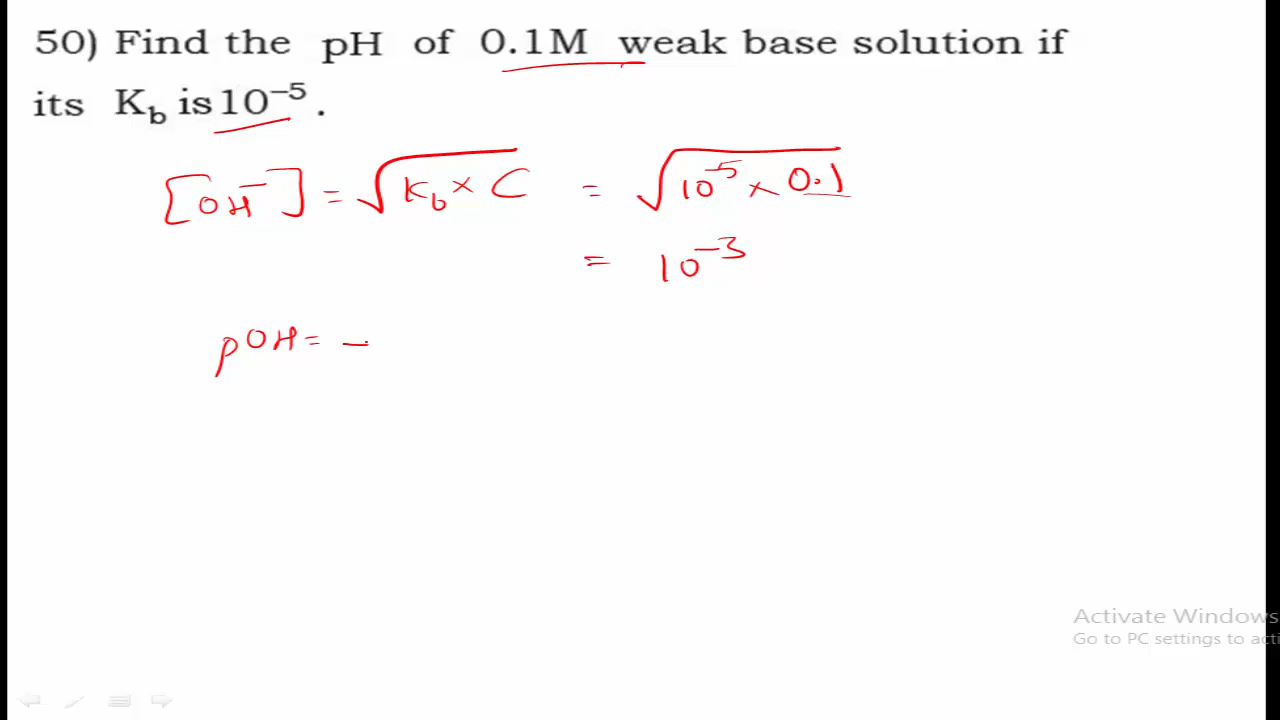 50) Find the pH of 0.1M weak base solution if
its K_b is 10⁻⁵ .
[OH⁻] = √(K_b × C) = √(10⁻⁵ × 0.1)
= 10⁻³
pOH = –
Activate Windows
Go to PC settings to acti